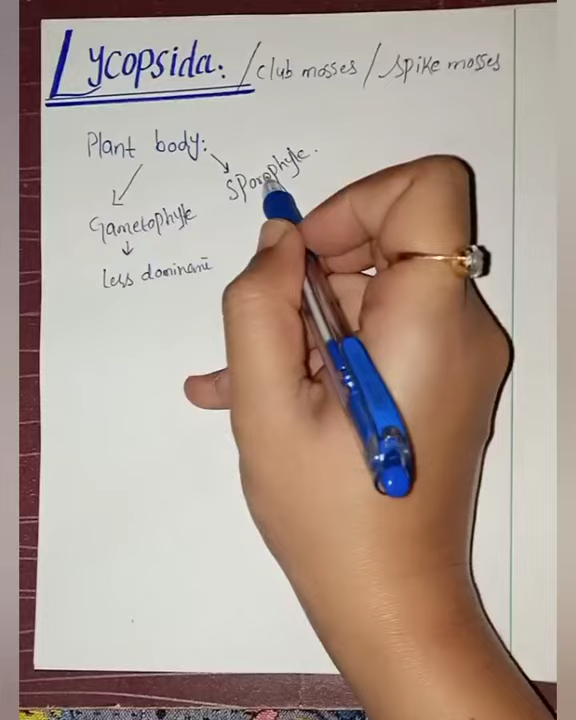 Lycopsida: / club mosses / spike mosses
Plant body:
Sporophyte.
Gametophyte
Less dominant